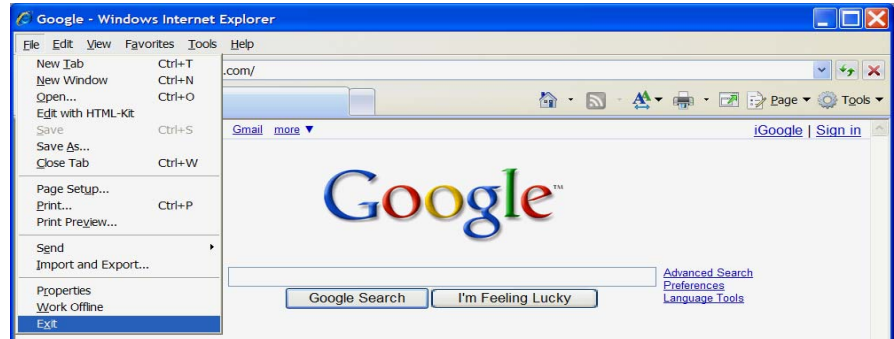 Google - Windows Internet Explorer
File Edit View Favorites Tools Help
New Tab Ctrl+T
.com/
New Window Ctrl+N
Open... Ctrl+O
Page Tools
Edit with HTML-Kit
Save Ctrl+S
Gmail more ▼
iGoogle | Sign in
Save As...
Close Tab Ctrl+W
Page Setup...
Print... Ctrl+P
Print Preview...
Google™
Send
Import and Export...
Advanced Search
Preferences
Language Tools
Properties
Google Search I'm Feeling Lucky
Work Offline
Exit